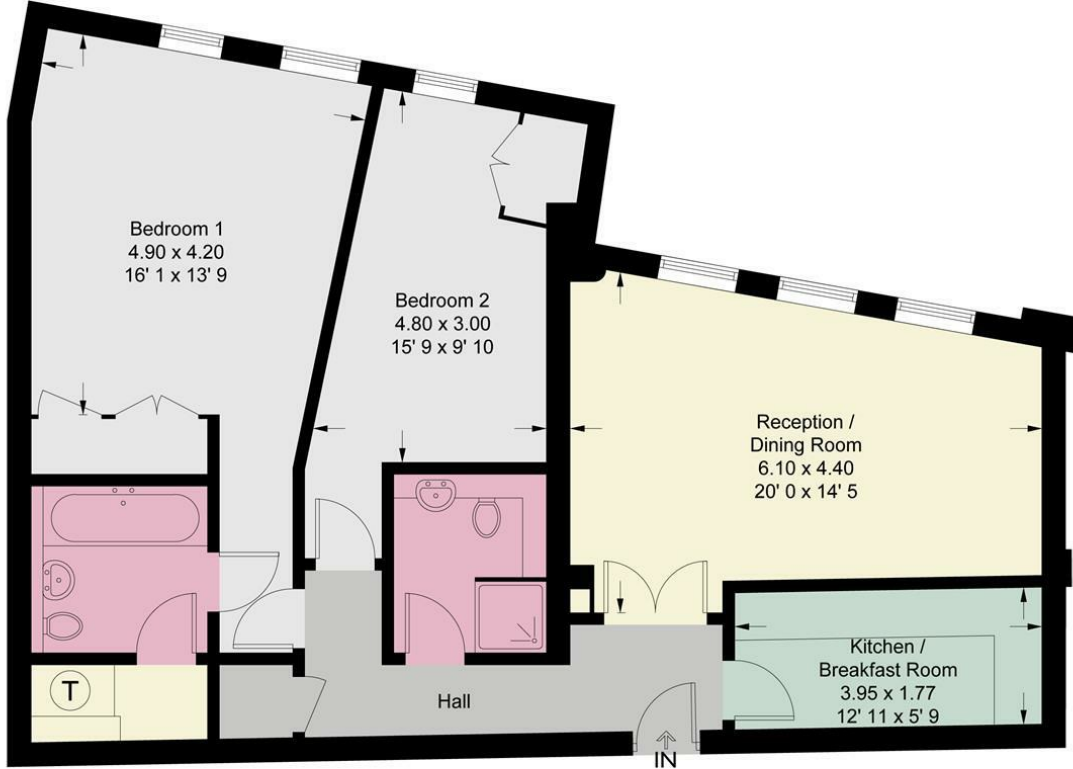 Bedroom 1
4.90 x 4.20
16' 1 x 13' 9
Bedroom 2
4.80 x 3.00
15' 9 x 9' 10
Reception /
Dining Room
6.10 x 4.40
20' 0 x 14' 5
Kitchen /
Breakfast Room
3.95 x 1.77
12' 11 x 5' 9
T
Hall
IN